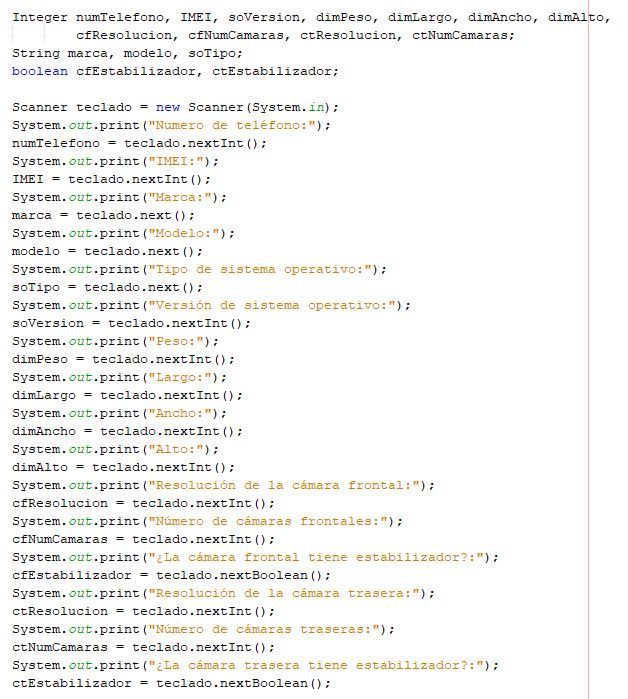 Integer numTelefono, IMEI, soVersion, dimPeso, dimLargo, dimAncho, dimAlto,
cfResolucion, cfNumCamaras, ctResolucion, ctNumCamaras;
String marca, modelo, soTipo;
boolean cfEstabilizador, ctEstabilizador;
Scanner teclado = new Scanner(System.in);
System.out.print("Numero de teléfono:");
numTelefono = teclado.nextInt();
System.out.print("IMEI:");
IMEI = teclado.nextInt();
System.out.print("Marca:");
marca = teclado.next();
System.out.print("Modelo:");
modelo = teclado.next();
System.out.print("Tipo de sistema operativo:");
soTipo = teclado.next();
System.out.print("Versión de sistema operativo:");
soVersion = teclado.nextInt();
System.out.print("Peso:");
dimPeso = teclado.nextInt();
System.out.print("Largo:");
dimLargo = teclado.nextInt();
System.out.print("Ancho:");
dimAncho = teclado.nextInt();
System.out.print("Alto:");
dimAlto = teclado.nextInt();
System.out.print("Resolución de la cámara frontal:");
cfResolucion = teclado.nextInt();
System.out.print("Número de cámaras frontales:");
cfNumCamaras = teclado.nextInt();
System.out.print("¿La cámara frontal tiene estabilizador?:");
cfEstabilizador = teclado.nextBoolean();
System.out.print("Resolución de la cámara trasera:");
ctResolucion = teclado.nextInt();
System.out.print("Número de cámaras traseras:");
ctNumCamaras = teclado.nextInt();
System.out.print("¿La cámara trasera tiene estabilizador?:");
ctEstabilizador = teclado.nextBoolean();